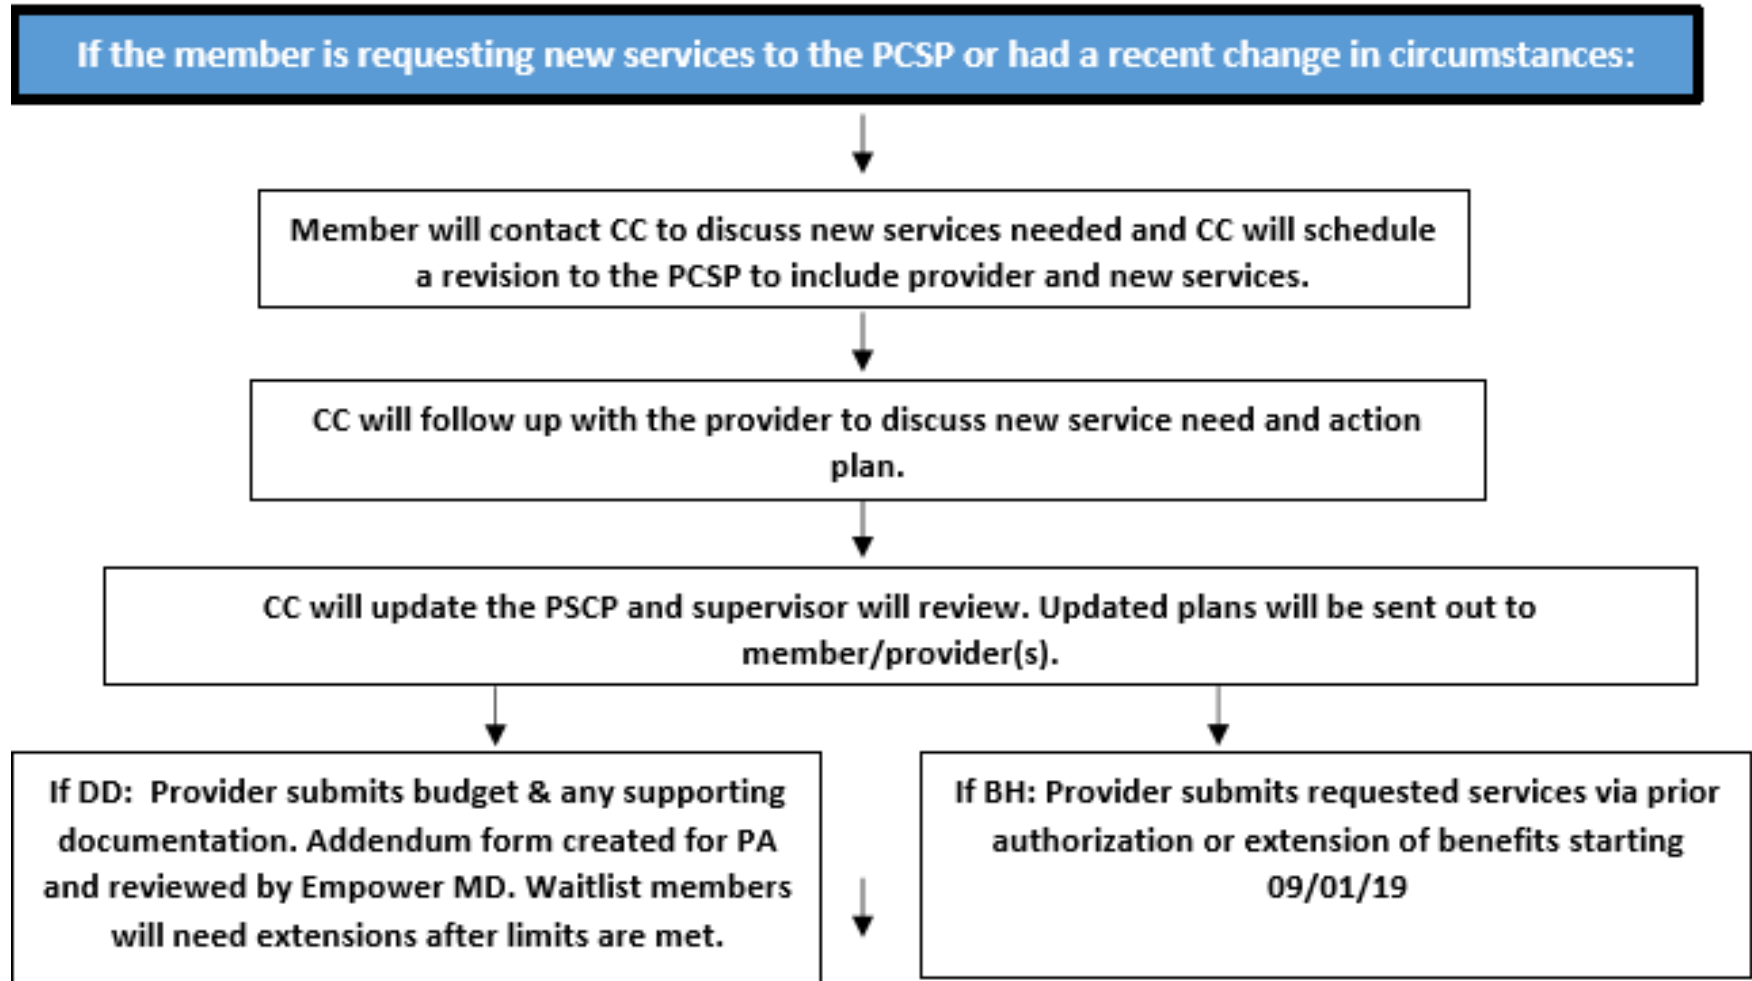 If the member is requesting new services to the PCSP or had a recent change in circumstances:
Member will contact CC to discuss new services needed and CC will schedule
a revision to the PCSP to include provider and new services.
CC will follow up with the provider to discuss new service need and action
plan.
CC will update the PSCP and supervisor will review. Updated plans will be sent out to
member/provider(s).
If DD:  Provider submits budget & any supporting
documentation. Addendum form created for PA
and reviewed by Empower MD. Waitlist members
will need extensions after limits are met.
If BH: Provider submits requested services via prior
authorization or extension of benefits starting
09/01/19